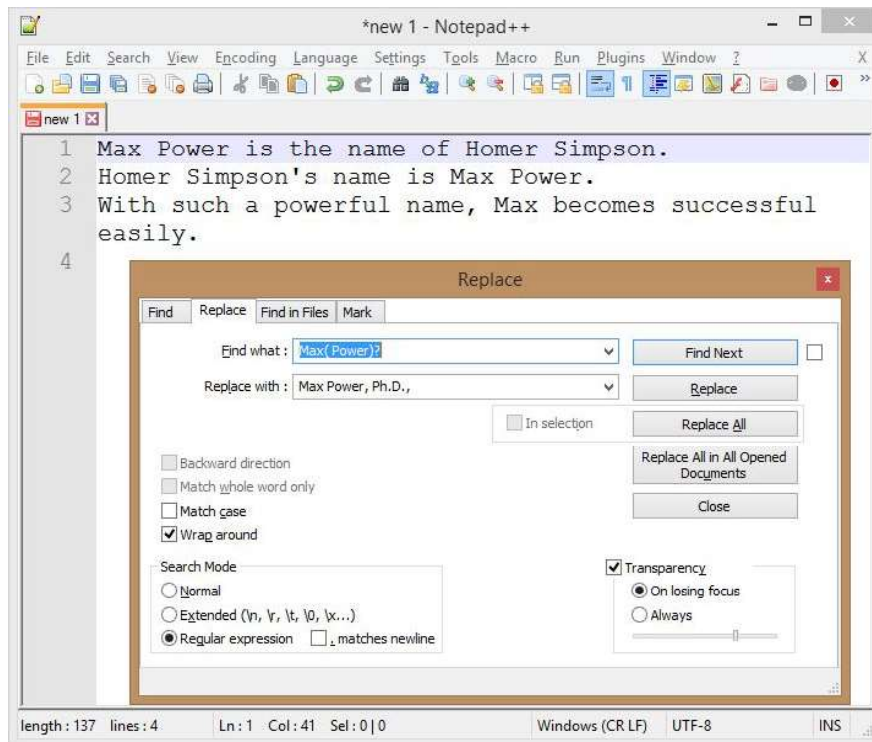 *new 1 - Notepad++
File Edit Search View Encoding Language Settings Tools Macro Run Plugins Window ? X
new 1
1 Max Power is the name of Homer Simpson.
2 Homer Simpson's name is Max Power.
3 With such a powerful name, Max becomes successful
easily.
4
Replace
Find Replace Find in Files Mark
Find what : Max( Power)? Find Next
Replace with : Max Power, Ph.D., Replace
In selection Replace All
Replace All in All Opened
Documents
Backward direction
Match whole word only
Match case
Close
Wrap around
Search Mode
Transparency
Normal
On losing focus
Extended (\n, \r, \t, \0, \x...)
Always
Regular expression . matches newline
length : 137 lines : 4 Ln : 1 Col : 41 Sel : 0 | 0 Windows (CR LF) UTF-8 INS